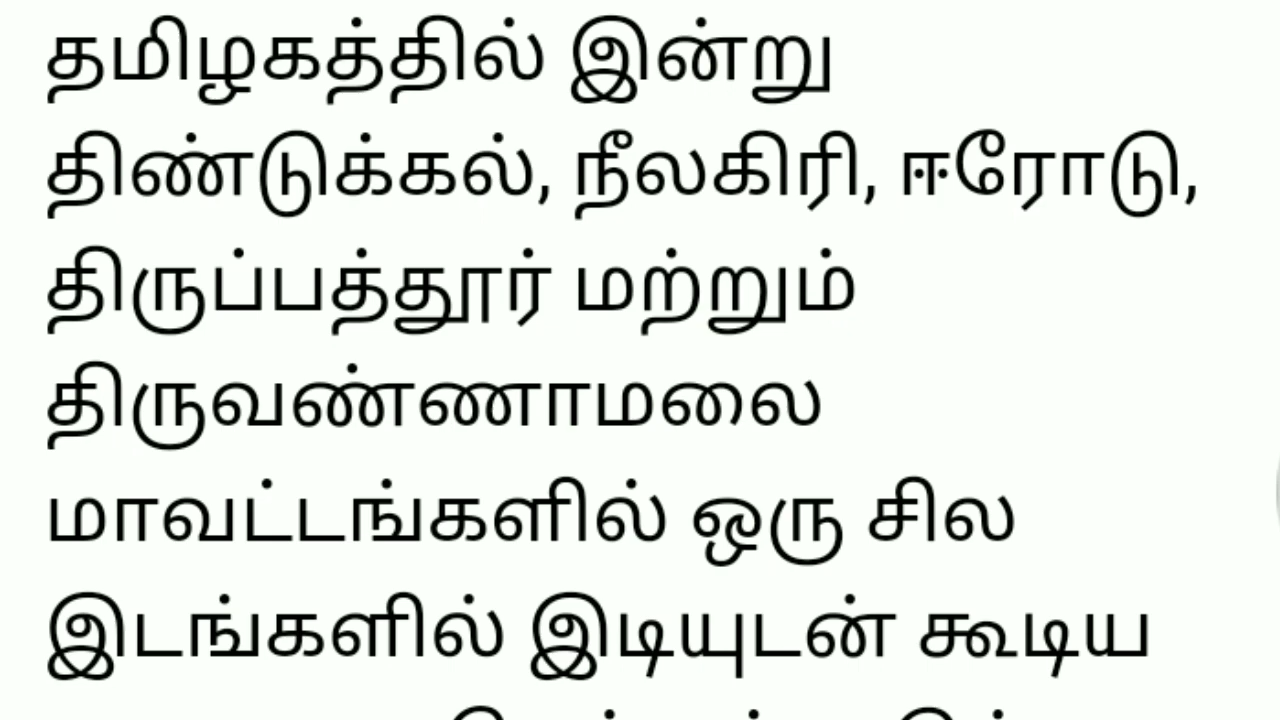 தமிழகத்தில் இன்று
திண்டுக்கல், நீலகிரி, ஈரோடு,
திருப்பத்தூர் மற்றும்
திருவண்ணாமலை
மாவட்டங்களில் ஒரு சில
இடங்களில் இடியுடன் கூடிய